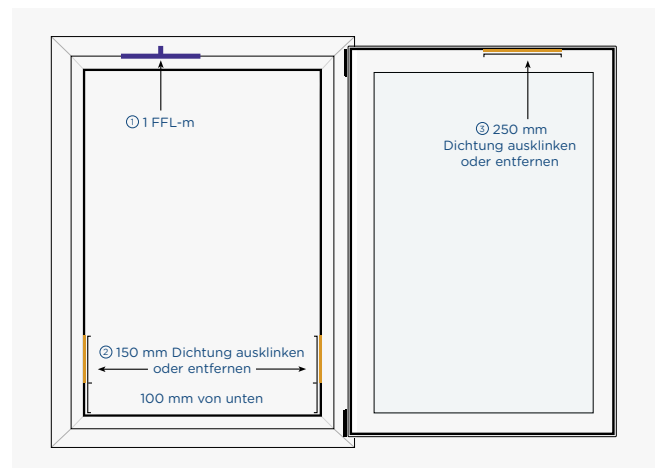 ① 1 FFL-m
③ 250 mm
Dichtung ausklinken
oder entfernen
② 150 mm Dichtung ausklinken
oder entfernen
100 mm von unten